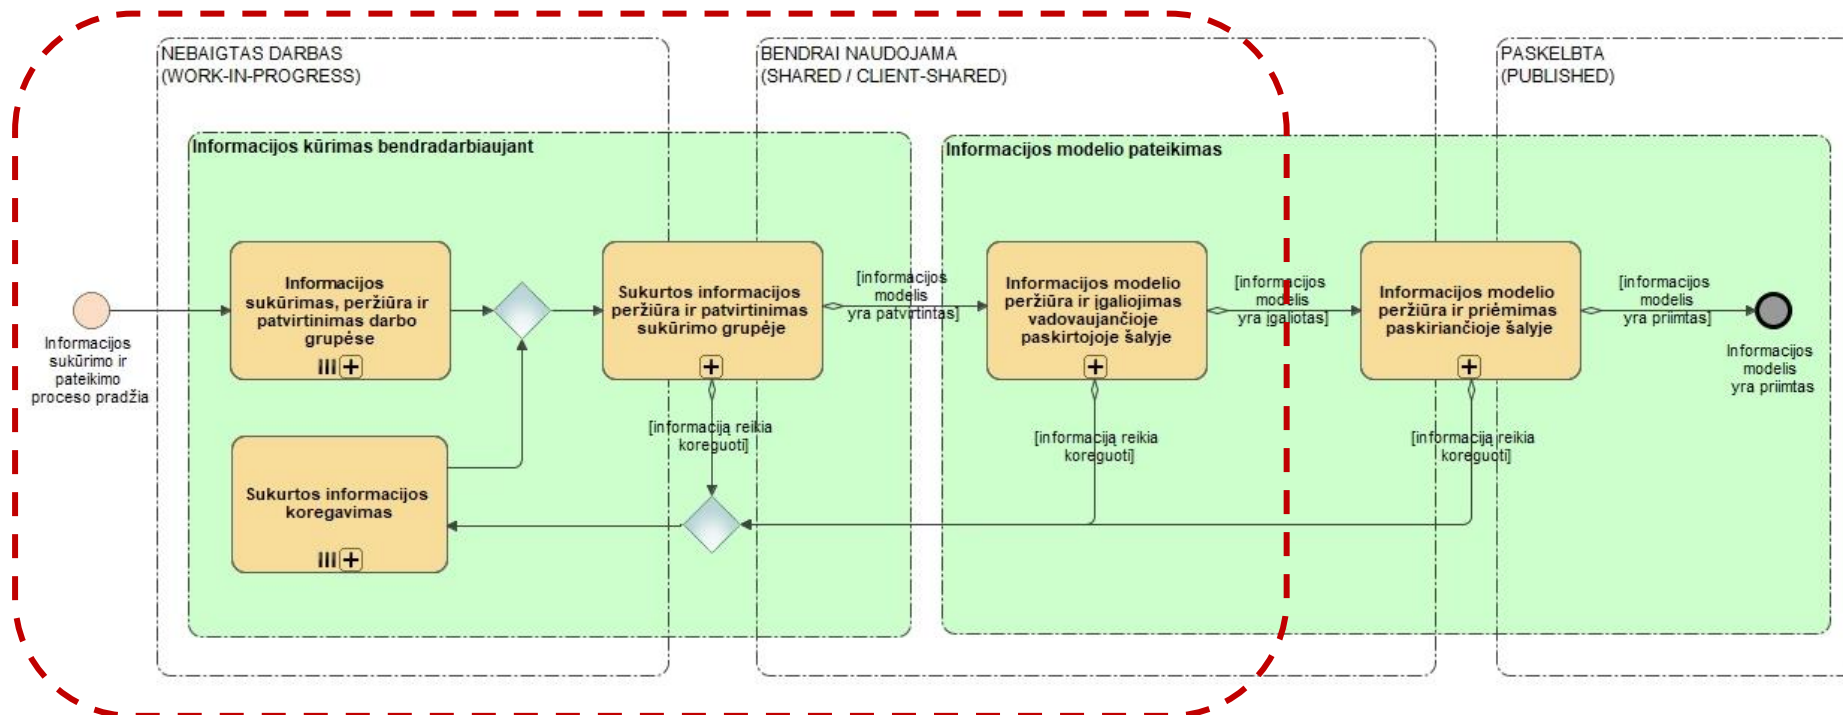 NEBAIGTAS DARBAS
(WORK-IN-PROGRESS)
BENDRAI NAUDOJAMA
(SHARED / CLIENT-SHARED)
PASKELBTA
(PUBLISHED)
Informacijos kūrimas bendradarbiaujant
Informacijos modelio pateikimas
Informacijos
sukūrimo ir
pateikimo
proceso pradžia
Informacijos
sukūrimas, peržiūra ir
patvirtinimas darbo
grupėse
Sukurtos informacijos
peržiūra ir patvirtinimas
sukūrimo grupėje
[informacijos
modelis
yra patvirtintas]
Informacijos modelio
peržiūra ir įgaliojimas
vadovaujančioje
paskirtojoje šalyje
[informacijos
modelis
yra įgaliotas]
Informacijos modelio
peržiūra ir priėmimas
paskiriančioje šalyje
[informacijos
modelis
yra priimtas]
Informacijos
modelis
yra priimtas
[informaciją reikia
koreguoti]
[informaciją reikia
koreguoti]
[informaciją reikia
koreguoti]
Sukurtos informacijos
koregavimas